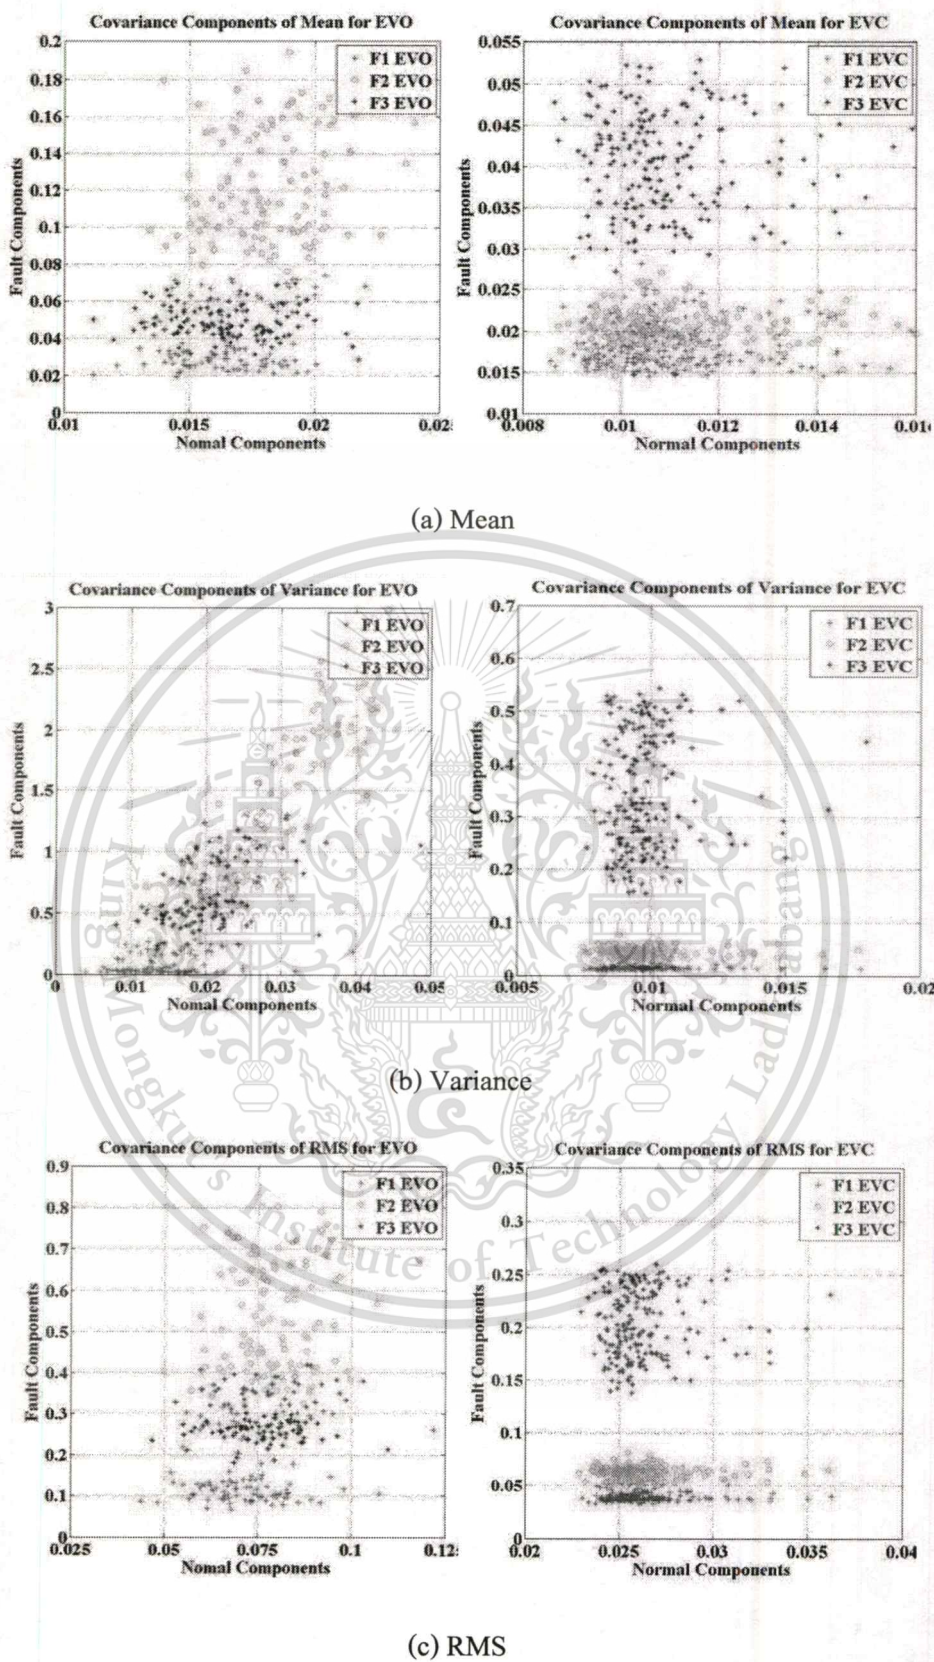 Covariance Components of Mean for EVO
F1 EVO
F2 EVO
F3 EVO
0.2
0.18
0.16
0.14
0.12
0.1
0.08
0.06
0.04
0.02
0
Fault Components
0.01 0.015 0.02
Nomal Components
Covariance Components of Mean for EVC
F1 EVC
F2 EVC
F3 EVC
0.055
0.05
0.045
0.04
0.035
0.03
0.025
0.02
0.015
0.01
Fault Components
0.008 0.01 0.012 0.014
Normal Components
(a) Mean
Covariance Components of Variance for EVO
F1 EVO
F2 EVO
F3 EVO
3
2.5
2
1.5
1
0.5
0
Fault Components
0 0.01 0.02 0.03 0.04 0.05
Nomal Components
Covariance Components of Variance for EVC
F1 EVC
F2 EVC
F3 EVC
0.7
0.6
0.5
0.4
0.3
0.2
0.1
0
Fault Components
0.005 0.01 0.015 0.02
Normal Components
(b) Variance
Covariance Components of RMS for EVO
F1 EVO
F2 EVO
F3 EVO
0.9
0.8
0.7
0.6
0.5
0.4
0.3
0.2
0.1
0
Fault Components
0.025 0.05 0.075 0.1
Nomal Components
Covariance Components of RMS for EVC
F1 EVC
F2 EVC
F3 EVC
0.35
0.3
0.25
0.2
0.15
0.1
0.05
0
Fault Components
0.02 0.025 0.03 0.035 0.04
Normal Components
(c) RMS
King Mongkut's Institute of Technology Ladkrabang